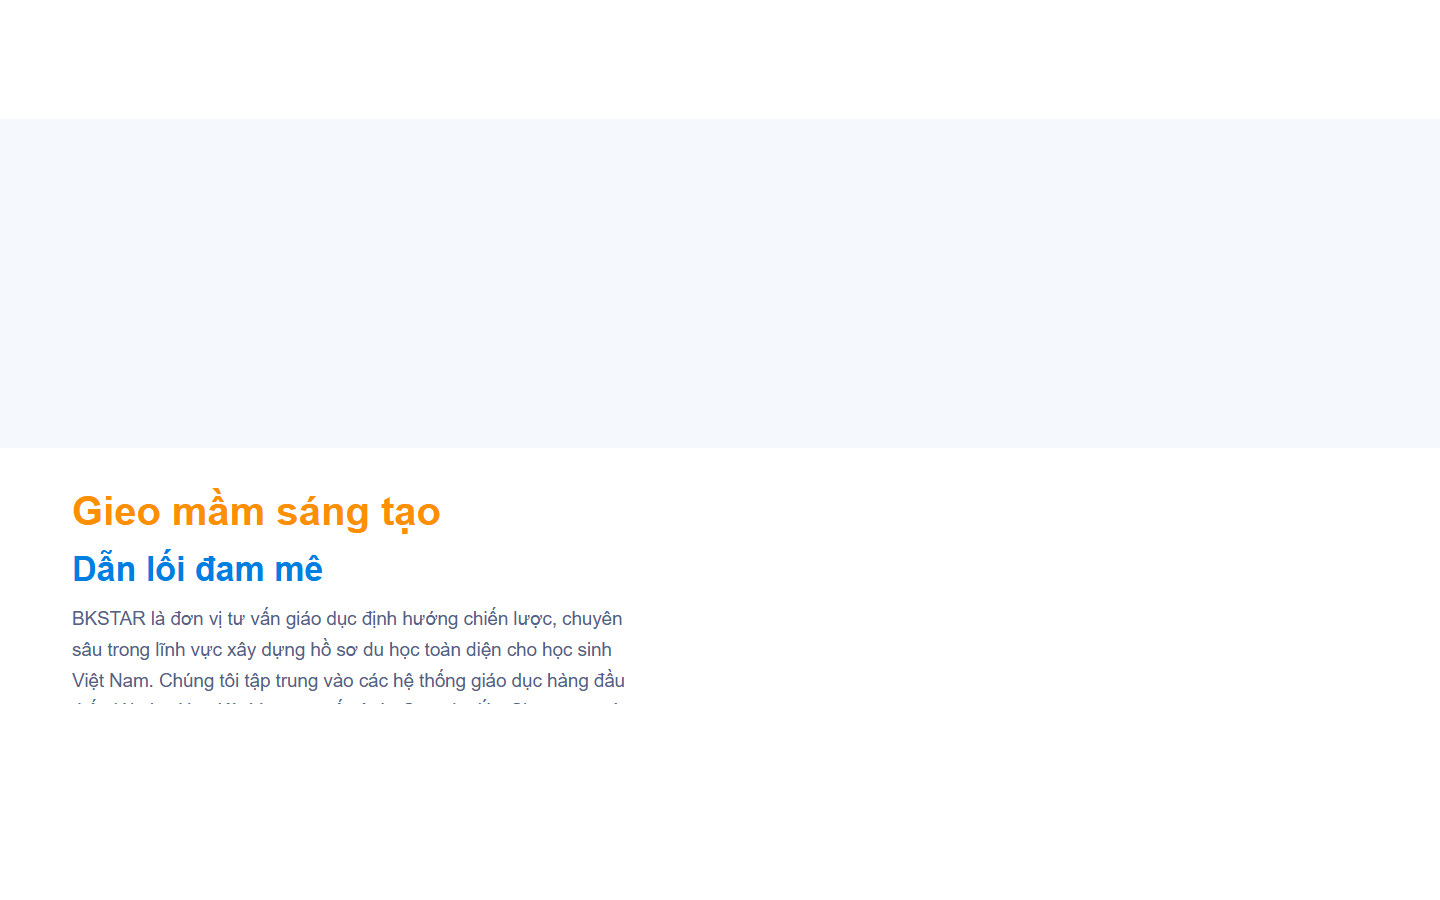 Gieo mầm sáng tạo
Dẫn lối đam mê
BKSTAR là đơn vị tư vấn giáo dục định hướng chiến lược, chuyên
sâu trong lĩnh vực xây dựng hồ sơ du học toàn diện cho học sinh
Việt Nam. Chúng tôi tập trung vào các hệ thống giáo dục hàng đầu